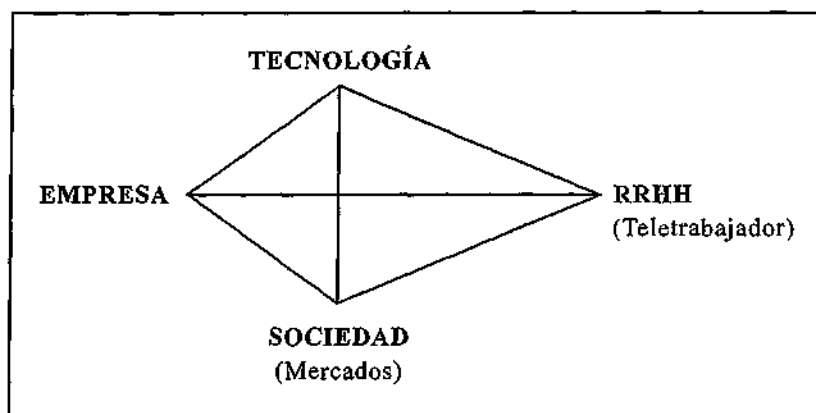 TECNOLOGÍA
EMPRESA
RRHH
(Teletrabajador)
SOCIEDAD
(Mercados)